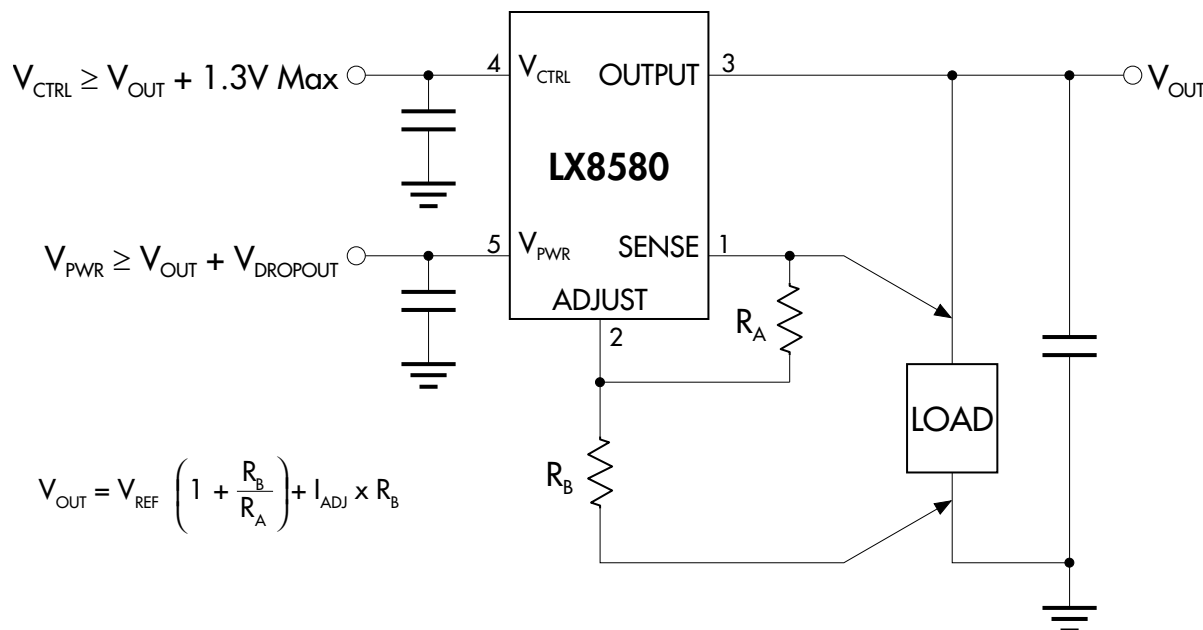 V_CTRL ≥ V_OUT + 1.3V Max
4
V_CTRL
OUTPUT
3
V_OUT
LX8580
V_PWR ≥ V_OUT + V_DROPOUT
5
V_PWR
SENSE
1
ADJUST
2
R_A
LOAD
R_B
V_OUT = V_REF (1 + R_B/R_A) + I_ADJ x R_B